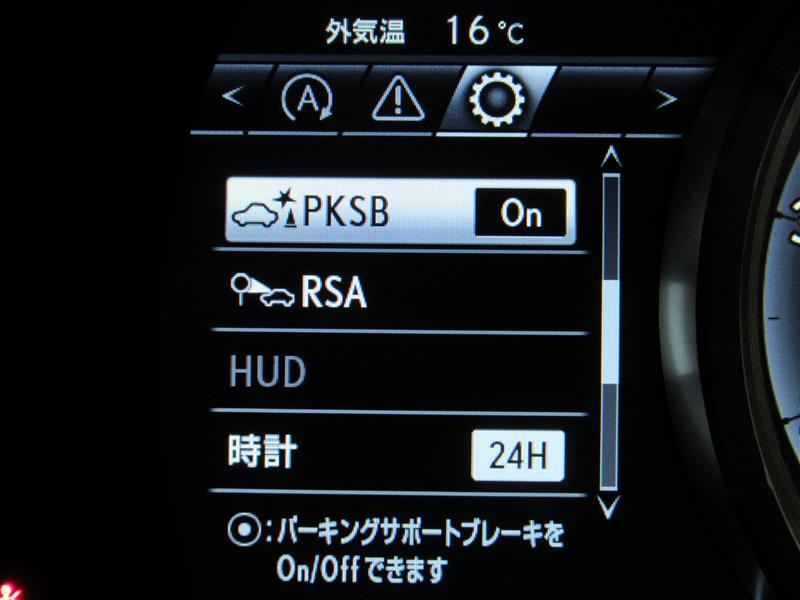 外気温 16℃
A
PKSB On
RSA
HUD
時計 24H
:パーキングサポートブレーキを
On/Offできます